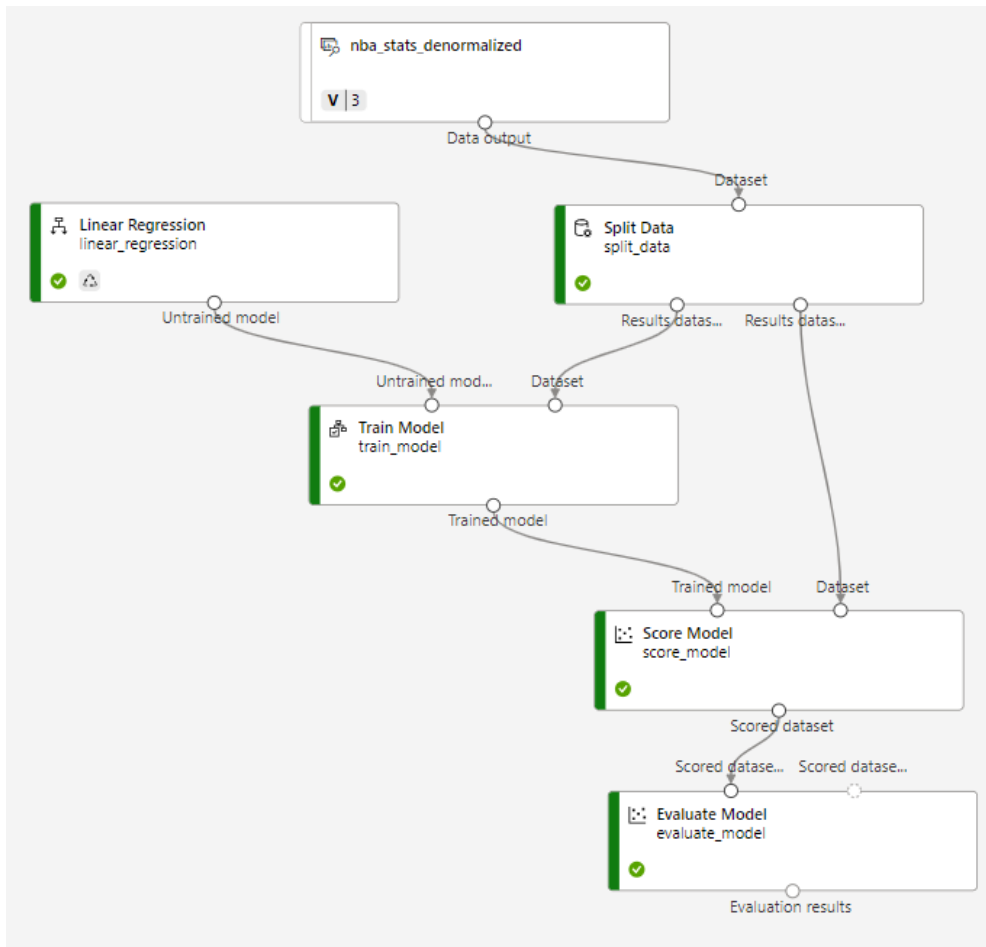 nba_stats_denormalized
V 3
Data output
Dataset
Linear Regression
linear_regression
Split Data
split_data
Untrained model
Results datas...
Results datas...
Untrained mod...
Dataset
Train Model
train_model
Trained model
Trained model
Dataset
Score Model
score_model
Scored dataset
Scored datase...
Scored datase...
Evaluate Model
evaluate_model
Evaluation results